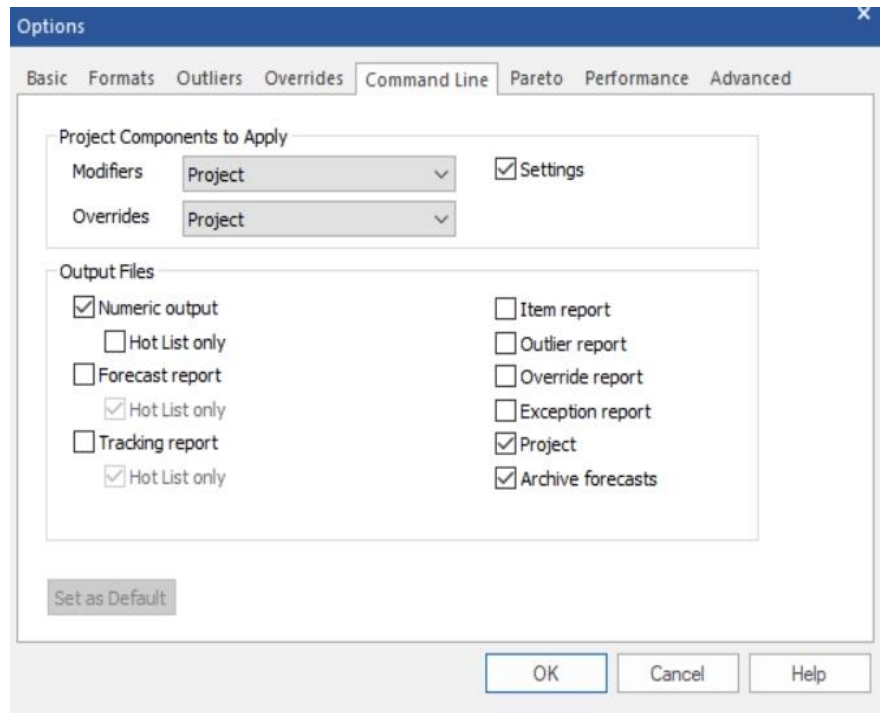 Options
Basic Formats Outliers Overrides Command Line Pareto Performance Advanced
Project Components to Apply
Modifiers Project Settings
Overrides Project
Output Files
Numeric output Item report
Hot List only Outlier report
Forecast report Override report
Hot List only Exception report
Tracking report Project
Hot List only Archive forecasts
Set as Default
OK Cancel Help